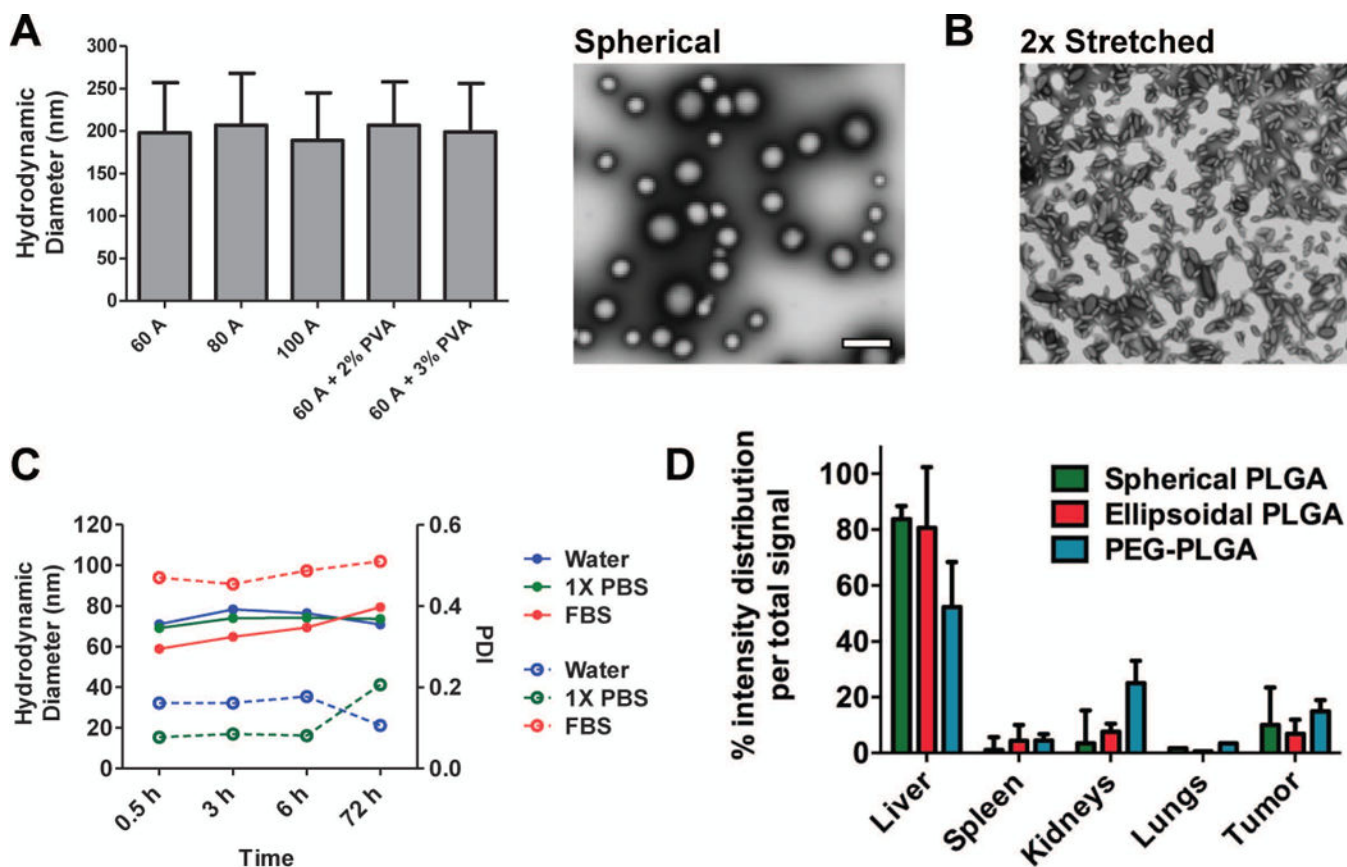 A
300
250
200
150
100
50
0
Hydrodynamic
Diameter (nm)
60 A
80 A
100 A
60 A + 2% PVA
60 A + 3% PVA
Spherical
B
2x Stretched
C
120
100
80
60
40
20
0
Hydrodynamic
Diameter (nm)
0.6
0.4
0.2
0.0
PDI
0.5 h
3 h
6 h
72 h
Time
Water
1X PBS
FBS
Water
1X PBS
FBS
D
100
80
60
40
20
0
% intensity distribution
per total signal
Spherical PLGA
Ellipsoidal PLGA
PEG-PLGA
Liver
Spleen
Kidneys
Lungs
Tumor